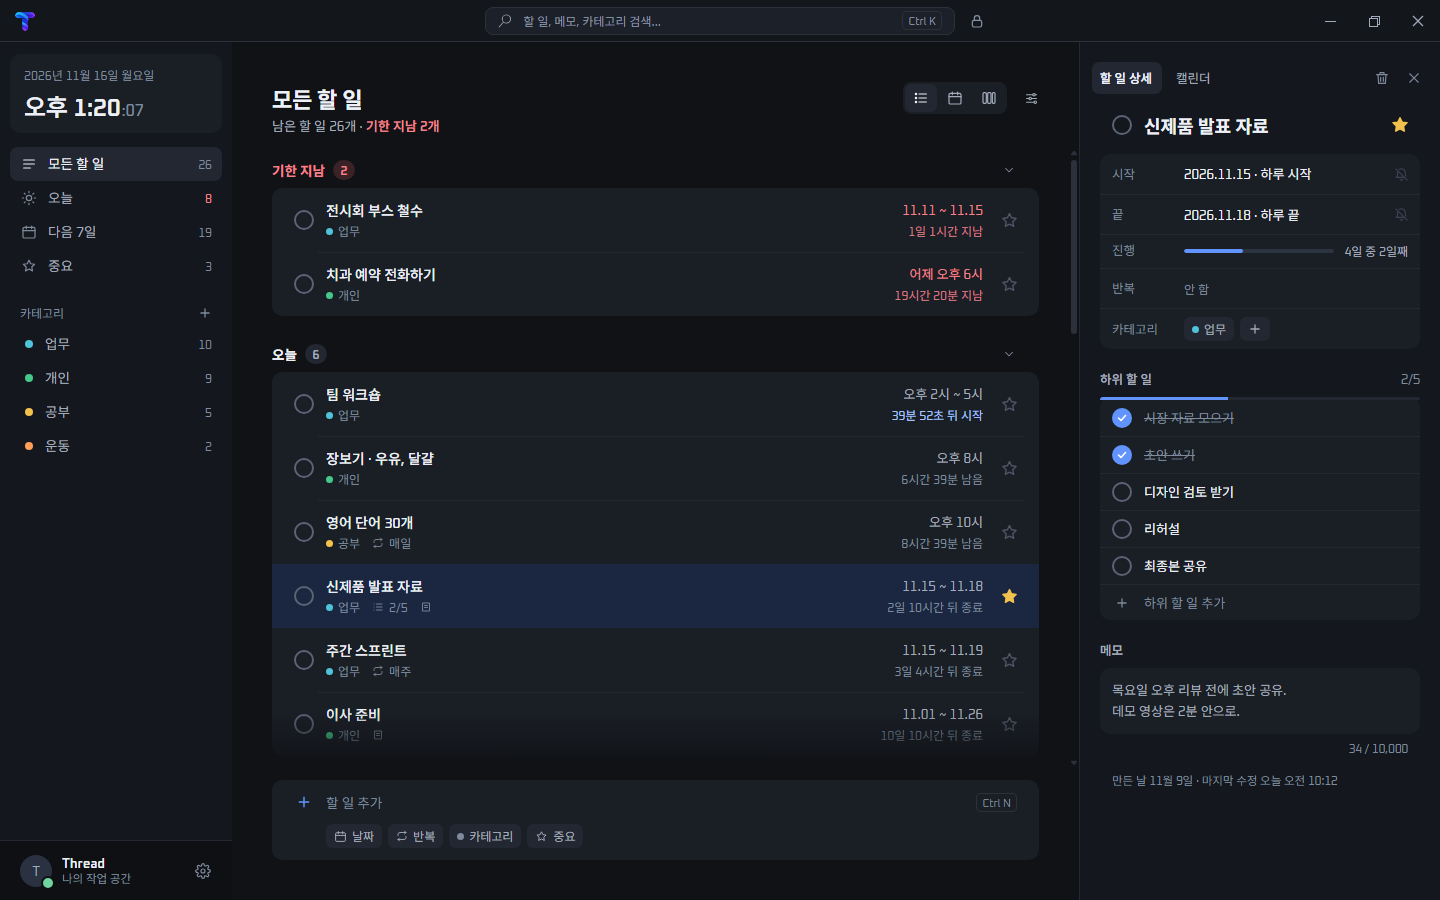 할 일, 메모, 카테고리 검색...
Ctrl K
2026년 11월 16일 월요일
오후 1:20:07
모든 할 일 26
오늘 8
다음 7일 19
중요 3
카테고리
업무 10
개인 9
공부 5
운동 2
T
Thread
나의 작업 공간
모든 할 일
남은 할 일 26개 · 기한 지남 2개
기한 지남 2
전시회 부스 철수 11.11 ~ 11.15
업무 1일 1시간 지남
치과 예약 전화하기 어제 오후 6시
개인 19시간 20분 지남
오늘 6
팀 워크숍 오후 2시 ~ 5시
업무 39분 52초 뒤 시작
장보기 · 우유, 달걀 오후 8시
개인 6시간 39분 남음
영어 단어 30개 오후 10시
공부 매일 8시간 39분 남음
신제품 발표 자료 11.15 ~ 11.18
업무 2/5 2일 10시간 뒤 종료
주간 스프린트 11.15 ~ 11.19
업무 매주 3일 4시간 뒤 종료
이사 준비 11.01 ~ 11.26
개인 10일 10시간 뒤 종료
할 일 추가 Ctrl N
날짜 반복 카테고리 중요
할 일 상세 캘린더
신제품 발표 자료
시작 2026.11.15 · 하루 시작
끝 2026.11.18 · 하루 끝
진행 4일 중 2일째
반복 안 함
카테고리 업무
하위 할 일 2/5
시장 자료 모으기
초안 쓰기
디자인 검토 받기
리허설
최종본 공유
하위 할 일 추가
메모
목요일 오후 리뷰 전에 초안 공유.
데모 영상은 2분 안으로.
34 / 10,000
만든 날 11월 9일 · 마지막 수정 오늘 오전 10:12